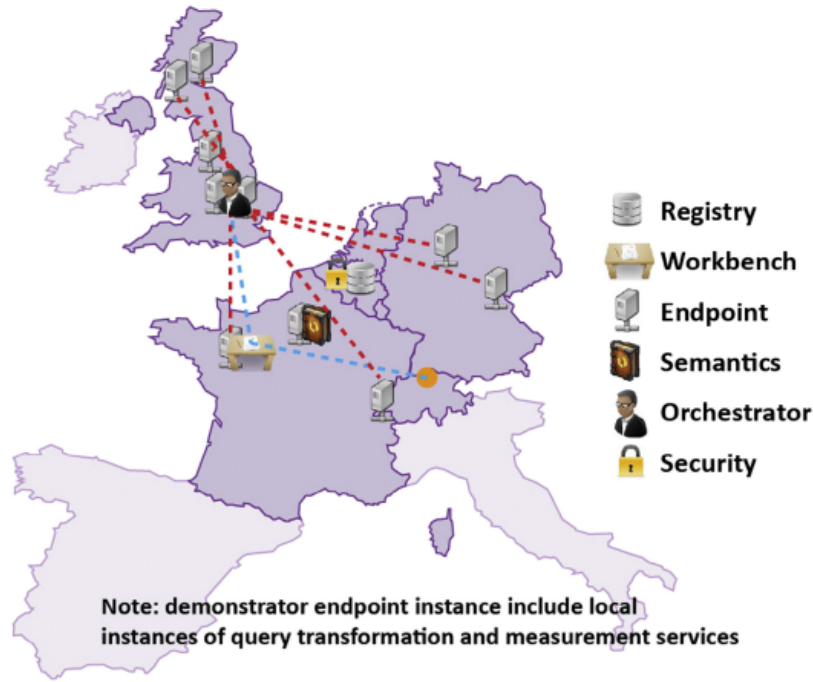 Registry
Workbench
Endpoint
Semantics
Orchestrator
Security
Note: demonstrator endpoint instance include local
instances of query transformation and measurement services